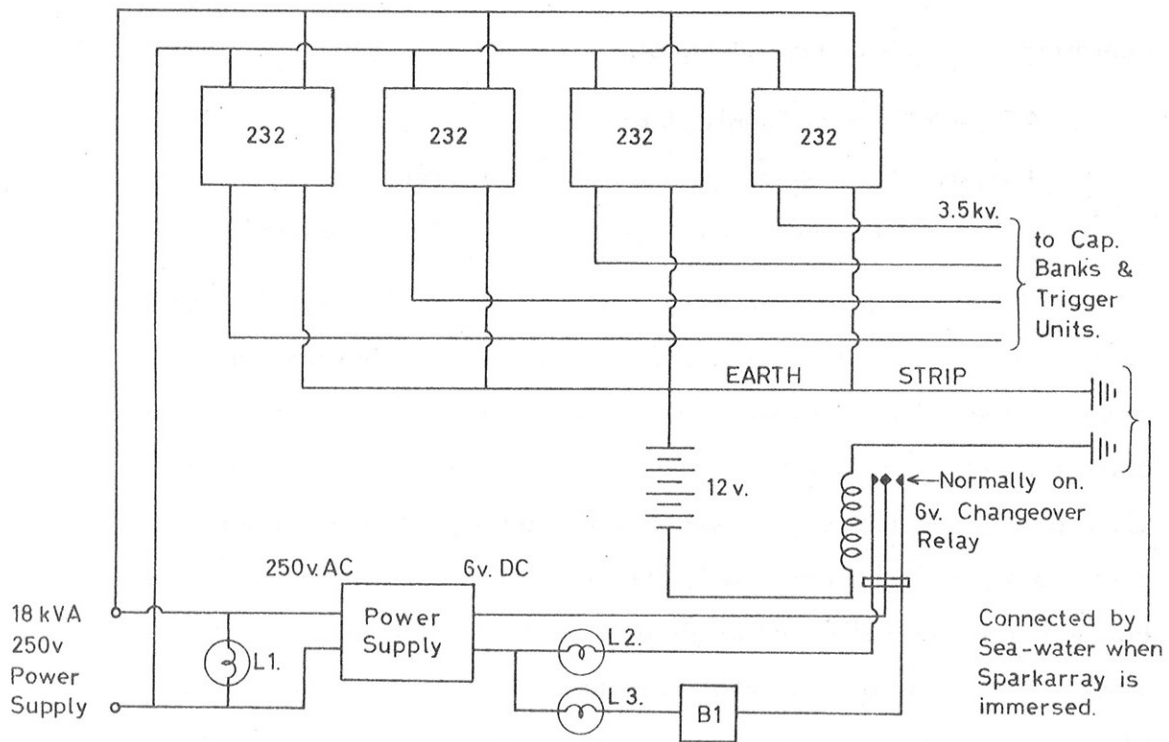 232
232
232
232
3.5kv.
to Cap.
Banks &
Trigger
Units.
EARTH STRIP
12v.
Normally on.
6v. Changeover
Relay
250v. AC
6v. DC
18 kVA
250v
Power
Supply
L1.
Power
Supply
L2.
L3.
B1
Connected by
Sea-water when
Sparkarray is
immersed.